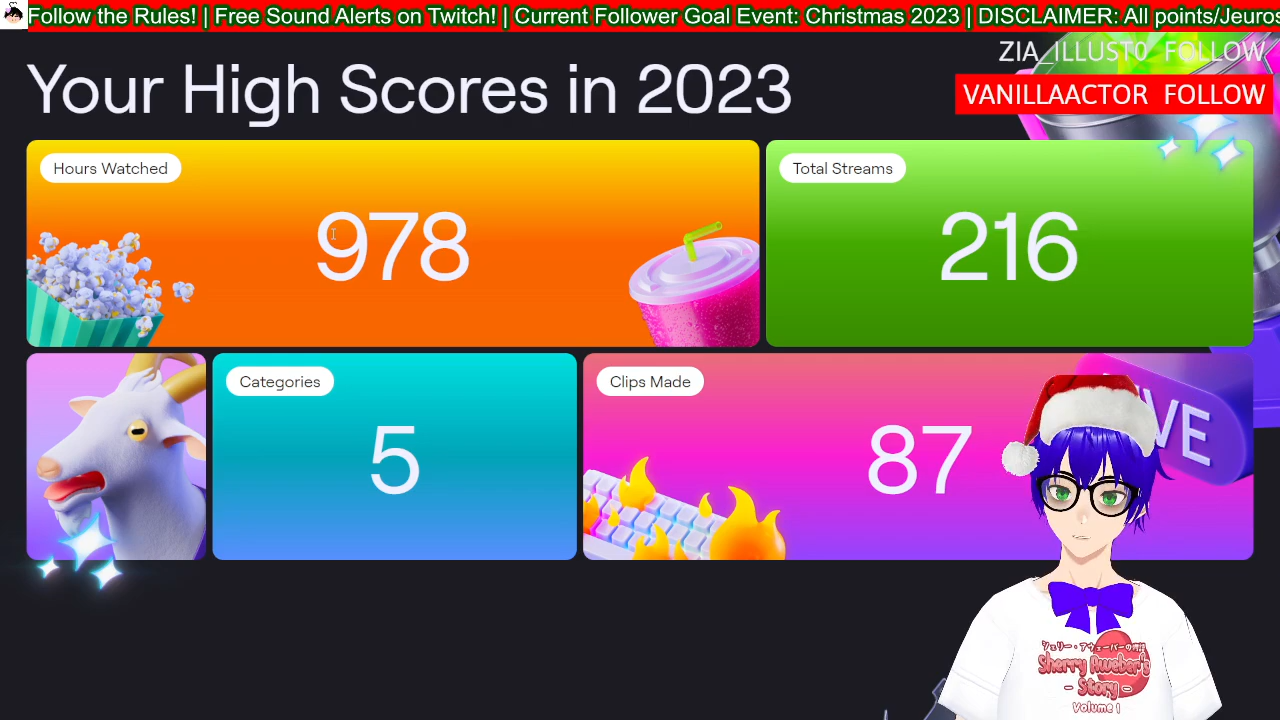 Follow the Rules! | Free Sound Alerts on Twitch! | Current Follower Goal Event: Christmas 2023 | DISCLAIMER: All points/Jeuros
ZIA_ILLUST0 FOLLOW
Your High Scores in 2023
VANILLAACTOR FOLLOW
Hours Watched
978
Total Streams
216
Categories
5
Clips Made
87
VE
Sherry Aweber's
- Story -
Volume 1